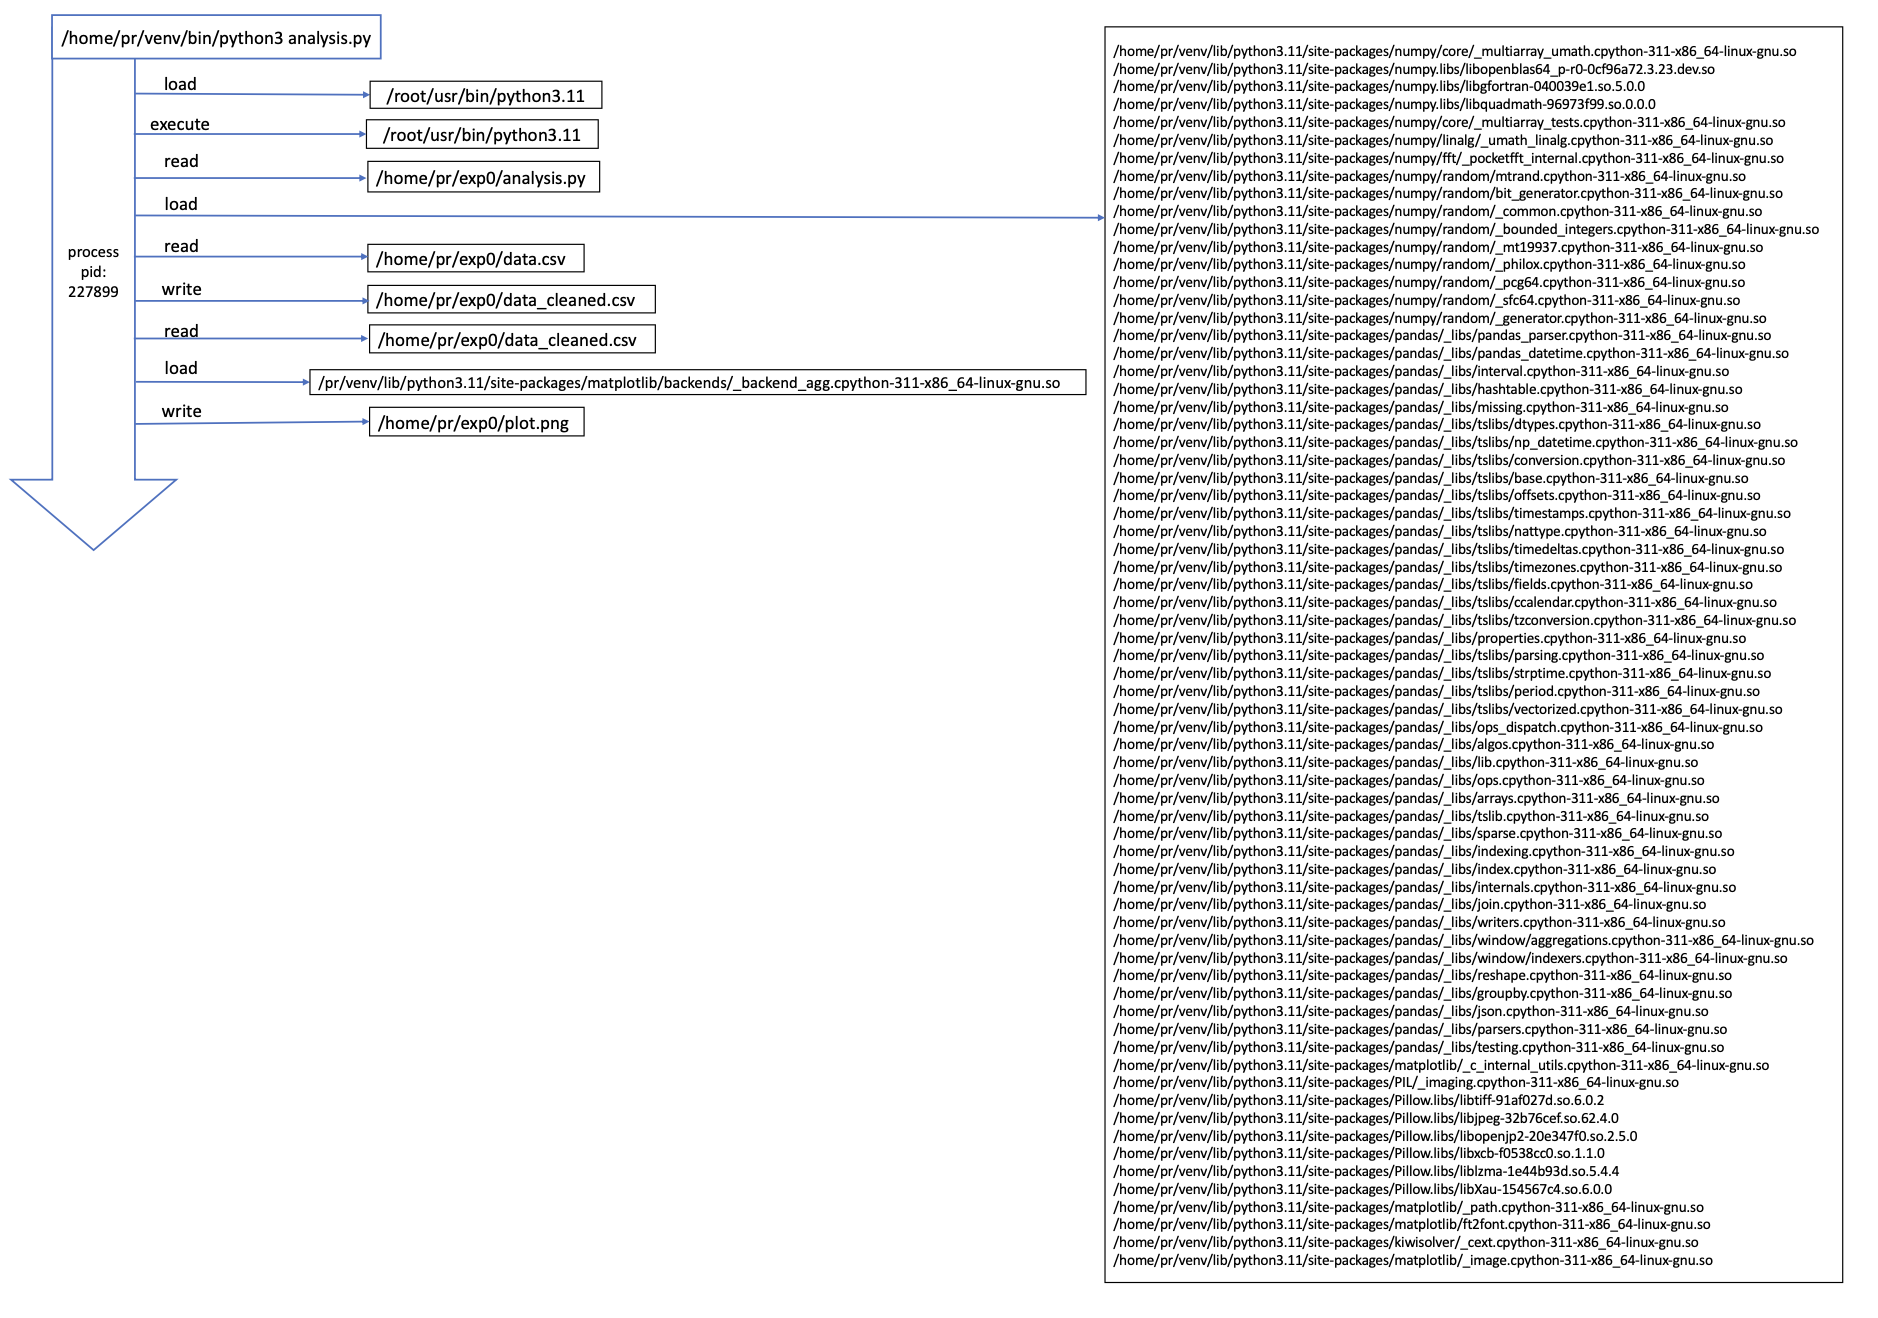 /home/pr/venv/bin/python3 analysis.py
load
/root/usr/bin/python3.11
execute
/root/usr/bin/python3.11
read
/home/pr/exp0/analysis.py
load
read
/home/pr/exp0/data.csv
process
pid:
227899
write
/home/pr/exp0/data_cleaned.csv
read
/home/pr/exp0/data_cleaned.csv
load
/pr/venv/lib/python3.11/site-packages/matplotlib/backends/_backend_agg.cpython-311-x86_64-linux-gnu.so
write
/home/pr/exp0/plot.png
/home/pr/venv/lib/python3.11/site-packages/numpy/core/_multiarray_umath.cpython-311-x86_64-linux-gnu.so
/home/pr/venv/lib/python3.11/site-packages/numpy.libs/libopenblas64_p-r0-0cf96a72.3.23.dev.so
/home/pr/venv/lib/python3.11/site-packages/numpy.libs/libgfortran-040039e1.so.5.0.0
/home/pr/venv/lib/python3.11/site-packages/numpy.libs/libquadmath-96973f99.so.0.0.0
/home/pr/venv/lib/python3.11/site-packages/numpy/core/_multiarray_tests.cpython-311-x86_64-linux-gnu.so
/home/pr/venv/lib/python3.11/site-packages/numpy/linalg/_umath_linalg.cpython-311-x86_64-linux-gnu.so
/home/pr/venv/lib/python3.11/site-packages/numpy/fft/_pocketfft_internal.cpython-311-x86_64-linux-gnu.so
/home/pr/venv/lib/python3.11/site-packages/numpy/random/mtrand.cpython-311-x86_64-linux-gnu.so
/home/pr/venv/lib/python3.11/site-packages/numpy/random/bit_generator.cpython-311-x86_64-linux-gnu.so
/home/pr/venv/lib/python3.11/site-packages/numpy/random/_common.cpython-311-x86_64-linux-gnu.so
/home/pr/venv/lib/python3.11/site-packages/numpy/random/_bounded_integers.cpython-311-x86_64-linux-gnu.so
/home/pr/venv/lib/python3.11/site-packages/numpy/random/_mt19937.cpython-311-x86_64-linux-gnu.so
/home/pr/venv/lib/python3.11/site-packages/numpy/random/_philox.cpython-311-x86_64-linux-gnu.so
/home/pr/venv/lib/python3.11/site-packages/numpy/random/_pcg64.cpython-311-x86_64-linux-gnu.so
/home/pr/venv/lib/python3.11/site-packages/numpy/random/_sfc64.cpython-311-x86_64-linux-gnu.so
/home/pr/venv/lib/python3.11/site-packages/numpy/random/_generator.cpython-311-x86_64-linux-gnu.so
/home/pr/venv/lib/python3.11/site-packages/pandas/_libs/pandas_parser.cpython-311-x86_64-linux-gnu.so
/home/pr/venv/lib/python3.11/site-packages/pandas/_libs/pandas_datetime.cpython-311-x86_64-linux-gnu.so
/home/pr/venv/lib/python3.11/site-packages/pandas/_libs/interval.cpython-311-x86_64-linux-gnu.so
/home/pr/venv/lib/python3.11/site-packages/pandas/_libs/hashtable.cpython-311-x86_64-linux-gnu.so
/home/pr/venv/lib/python3.11/site-packages/pandas/_libs/missing.cpython-311-x86_64-linux-gnu.so
/home/pr/venv/lib/python3.11/site-packages/pandas/_libs/tslibs/dtypes.cpython-311-x86_64-linux-gnu.so
/home/pr/venv/lib/python3.11/site-packages/pandas/_libs/tslibs/np_datetime.cpython-311-x86_64-linux-gnu.so
/home/pr/venv/lib/python3.11/site-packages/pandas/_libs/tslibs/conversion.cpython-311-x86_64-linux-gnu.so
/home/pr/venv/lib/python3.11/site-packages/pandas/_libs/tslibs/base.cpython-311-x86_64-linux-gnu.so
/home/pr/venv/lib/python3.11/site-packages/pandas/_libs/tslibs/offsets.cpython-311-x86_64-linux-gnu.so
/home/pr/venv/lib/python3.11/site-packages/pandas/_libs/tslibs/timestamps.cpython-311-x86_64-linux-gnu.so
/home/pr/venv/lib/python3.11/site-packages/pandas/_libs/tslibs/nattype.cpython-311-x86_64-linux-gnu.so
/home/pr/venv/lib/python3.11/site-packages/pandas/_libs/tslibs/timedeltas.cpython-311-x86_64-linux-gnu.so
/home/pr/venv/lib/python3.11/site-packages/pandas/_libs/tslibs/timezones.cpython-311-x86_64-linux-gnu.so
/home/pr/venv/lib/python3.11/site-packages/pandas/_libs/tslibs/fields.cpython-311-x86_64-linux-gnu.so
/home/pr/venv/lib/python3.11/site-packages/pandas/_libs/tslibs/ccalendar.cpython-311-x86_64-linux-gnu.so
/home/pr/venv/lib/python3.11/site-packages/pandas/_libs/tslibs/tzconversion.cpython-311-x86_64-linux-gnu.so
/home/pr/venv/lib/python3.11/site-packages/pandas/_libs/properties.cpython-311-x86_64-linux-gnu.so
/home/pr/venv/lib/python3.11/site-packages/pandas/_libs/tslibs/parsing.cpython-311-x86_64-linux-gnu.so
/home/pr/venv/lib/python3.11/site-packages/pandas/_libs/tslibs/strptime.cpython-311-x86_64-linux-gnu.so
/home/pr/venv/lib/python3.11/site-packages/pandas/_libs/tslibs/period.cpython-311-x86_64-linux-gnu.so
/home/pr/venv/lib/python3.11/site-packages/pandas/_libs/tslibs/vectorized.cpython-311-x86_64-linux-gnu.so
/home/pr/venv/lib/python3.11/site-packages/pandas/_libs/ops_dispatch.cpython-311-x86_64-linux-gnu.so
/home/pr/venv/lib/python3.11/site-packages/pandas/_libs/algos.cpython-311-x86_64-linux-gnu.so
/home/pr/venv/lib/python3.11/site-packages/pandas/_libs/lib.cpython-311-x86_64-linux-gnu.so
/home/pr/venv/lib/python3.11/site-packages/pandas/_libs/ops.cpython-311-x86_64-linux-gnu.so
/home/pr/venv/lib/python3.11/site-packages/pandas/_libs/arrays.cpython-311-x86_64-linux-gnu.so
/home/pr/venv/lib/python3.11/site-packages/pandas/_libs/tslib.cpython-311-x86_64-linux-gnu.so
/home/pr/venv/lib/python3.11/site-packages/pandas/_libs/sparse.cpython-311-x86_64-linux-gnu.so
/home/pr/venv/lib/python3.11/site-packages/pandas/_libs/indexing.cpython-311-x86_64-linux-gnu.so
/home/pr/venv/lib/python3.11/site-packages/pandas/_libs/index.cpython-311-x86_64-linux-gnu.so
/home/pr/venv/lib/python3.11/site-packages/pandas/_libs/internals.cpython-311-x86_64-linux-gnu.so
/home/pr/venv/lib/python3.11/site-packages/pandas/_libs/join.cpython-311-x86_64-linux-gnu.so
/home/pr/venv/lib/python3.11/site-packages/pandas/_libs/writers.cpython-311-x86_64-linux-gnu.so
/home/pr/venv/lib/python3.11/site-packages/pandas/_libs/window/aggregations.cpython-311-x86_64-linux-gnu.so
/home/pr/venv/lib/python3.11/site-packages/pandas/_libs/window/indexers.cpython-311-x86_64-linux-gnu.so
/home/pr/venv/lib/python3.11/site-packages/pandas/_libs/reshape.cpython-311-x86_64-linux-gnu.so
/home/pr/venv/lib/python3.11/site-packages/pandas/_libs/groupby.cpython-311-x86_64-linux-gnu.so
/home/pr/venv/lib/python3.11/site-packages/pandas/_libs/json.cpython-311-x86_64-linux-gnu.so
/home/pr/venv/lib/python3.11/site-packages/pandas/_libs/parsers.cpython-311-x86_64-linux-gnu.so
/home/pr/venv/lib/python3.11/site-packages/pandas/_libs/testing.cpython-311-x86_64-linux-gnu.so
/home/pr/venv/lib/python3.11/site-packages/matplotlib/_c_internal_utils.cpython-311-x86_64-linux-gnu.so
/home/pr/venv/lib/python3.11/site-packages/PIL/_imaging.cpython-311-x86_64-linux-gnu.so
/home/pr/venv/lib/python3.11/site-packages/Pillow.libs/libtiff-91af027d.so.6.0.2
/home/pr/venv/lib/python3.11/site-packages/Pillow.libs/libjpeg-32b76cef.so.62.4.0
/home/pr/venv/lib/python3.11/site-packages/Pillow.libs/libopenjp2-20e347f0.so.2.5.0
/home/pr/venv/lib/python3.11/site-packages/Pillow.libs/libxcb-f0538cc0.so.1.1.0
/home/pr/venv/lib/python3.11/site-packages/Pillow.libs/liblzma-1e44b93d.so.5.4.4
/home/pr/venv/lib/python3.11/site-packages/Pillow.libs/libXau-154567c4.so.6.0.0
/home/pr/venv/lib/python3.11/site-packages/matplotlib/_path.cpython-311-x86_64-linux-gnu.so
/home/pr/venv/lib/python3.11/site-packages/matplotlib/ft2font.cpython-311-x86_64-linux-gnu.so
/home/pr/venv/lib/python3.11/site-packages/kiwisolver/_cext.cpython-311-x86_64-linux-gnu.so
/home/pr/venv/lib/python3.11/site-packages/matplotlib/_image.cpython-311-x86_64-linux-gnu.so